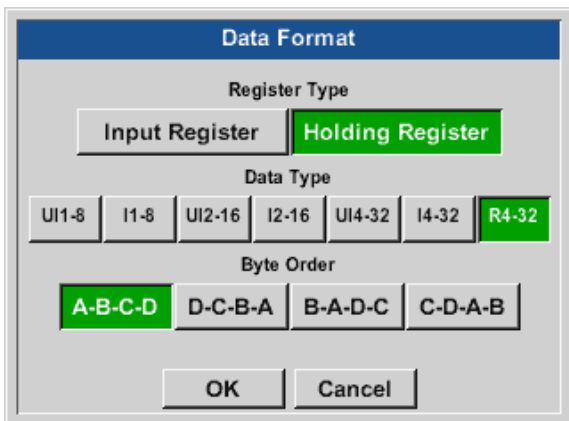 Data Format
Register Type
Input Register Holding Register
Data Type
UI1-8 I1-8 UI2-16 I2-16 UI4-32 I4-32 R4-32
Byte Order
A-B-C-D D-C-B-A B-A-D-C C-D-A-B
OK Cancel